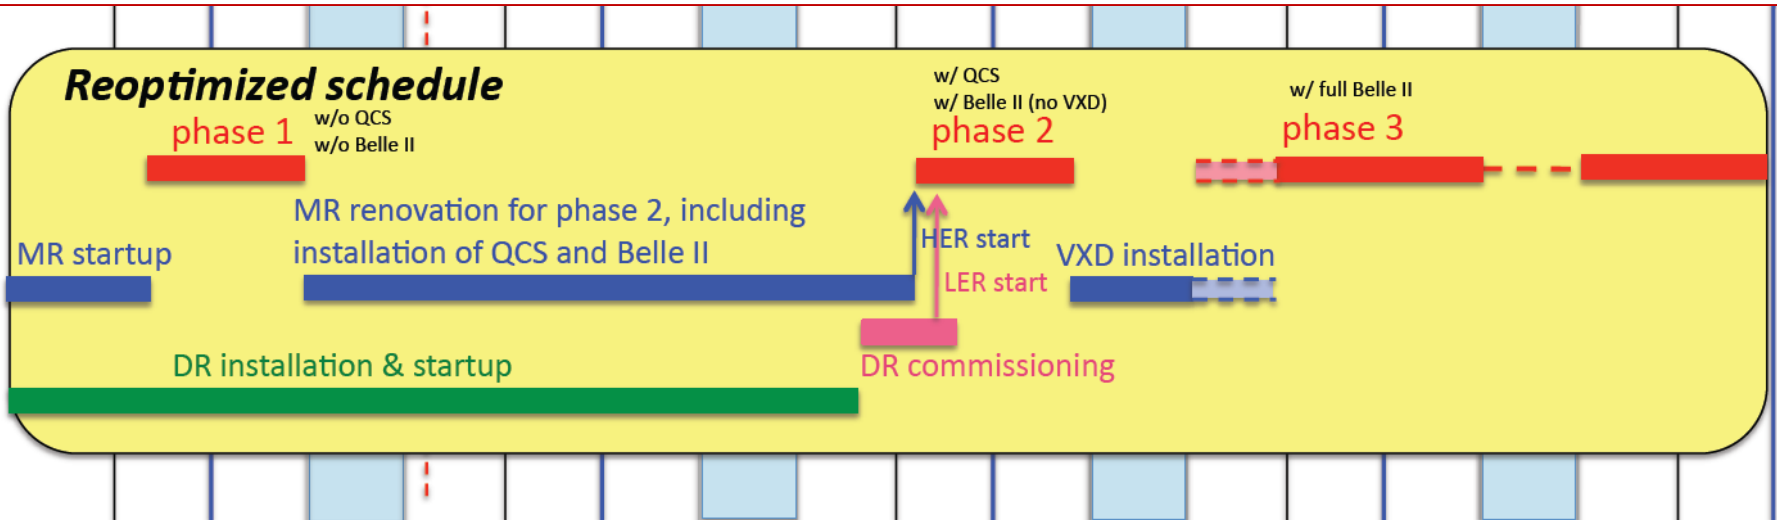 Reoptimized schedule
phase 1
w/o QCS
w/o Belle II
w/ QCS
w/ Belle II (no VXD)
phase 2
w/ full Belle II
phase 3
MR startup
MR renovation for phase 2, including
installation of QCS and Belle II
HER start
LER start
VXD installation
DR installation & startup
DR commissioning